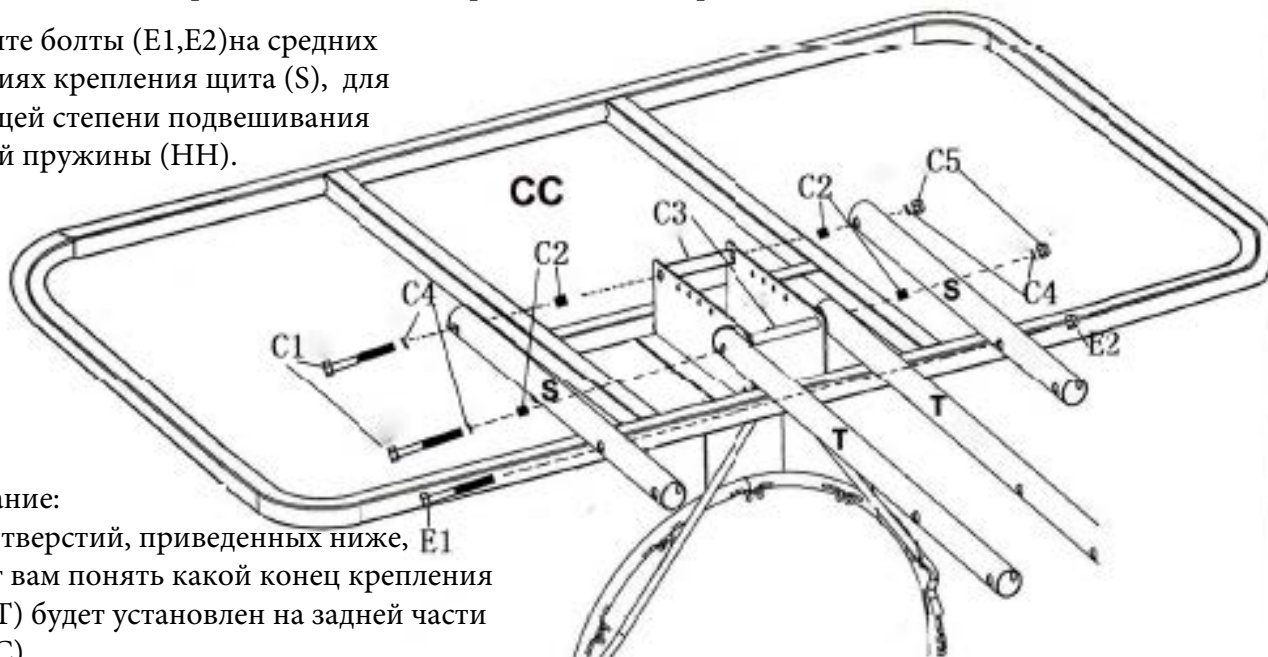 ите болты (E1,E2)на средних
иях крепления щита (S), для
щей степени подвешивания
й пружины (HH).
C5
C2
CC
C3
C2
C4
S
C4
C1
E2
S
T
T
ание:
тверстий, приведенных ниже,
E1
т вам понять какой конец крепления
T) будет установлен на задней части
C)